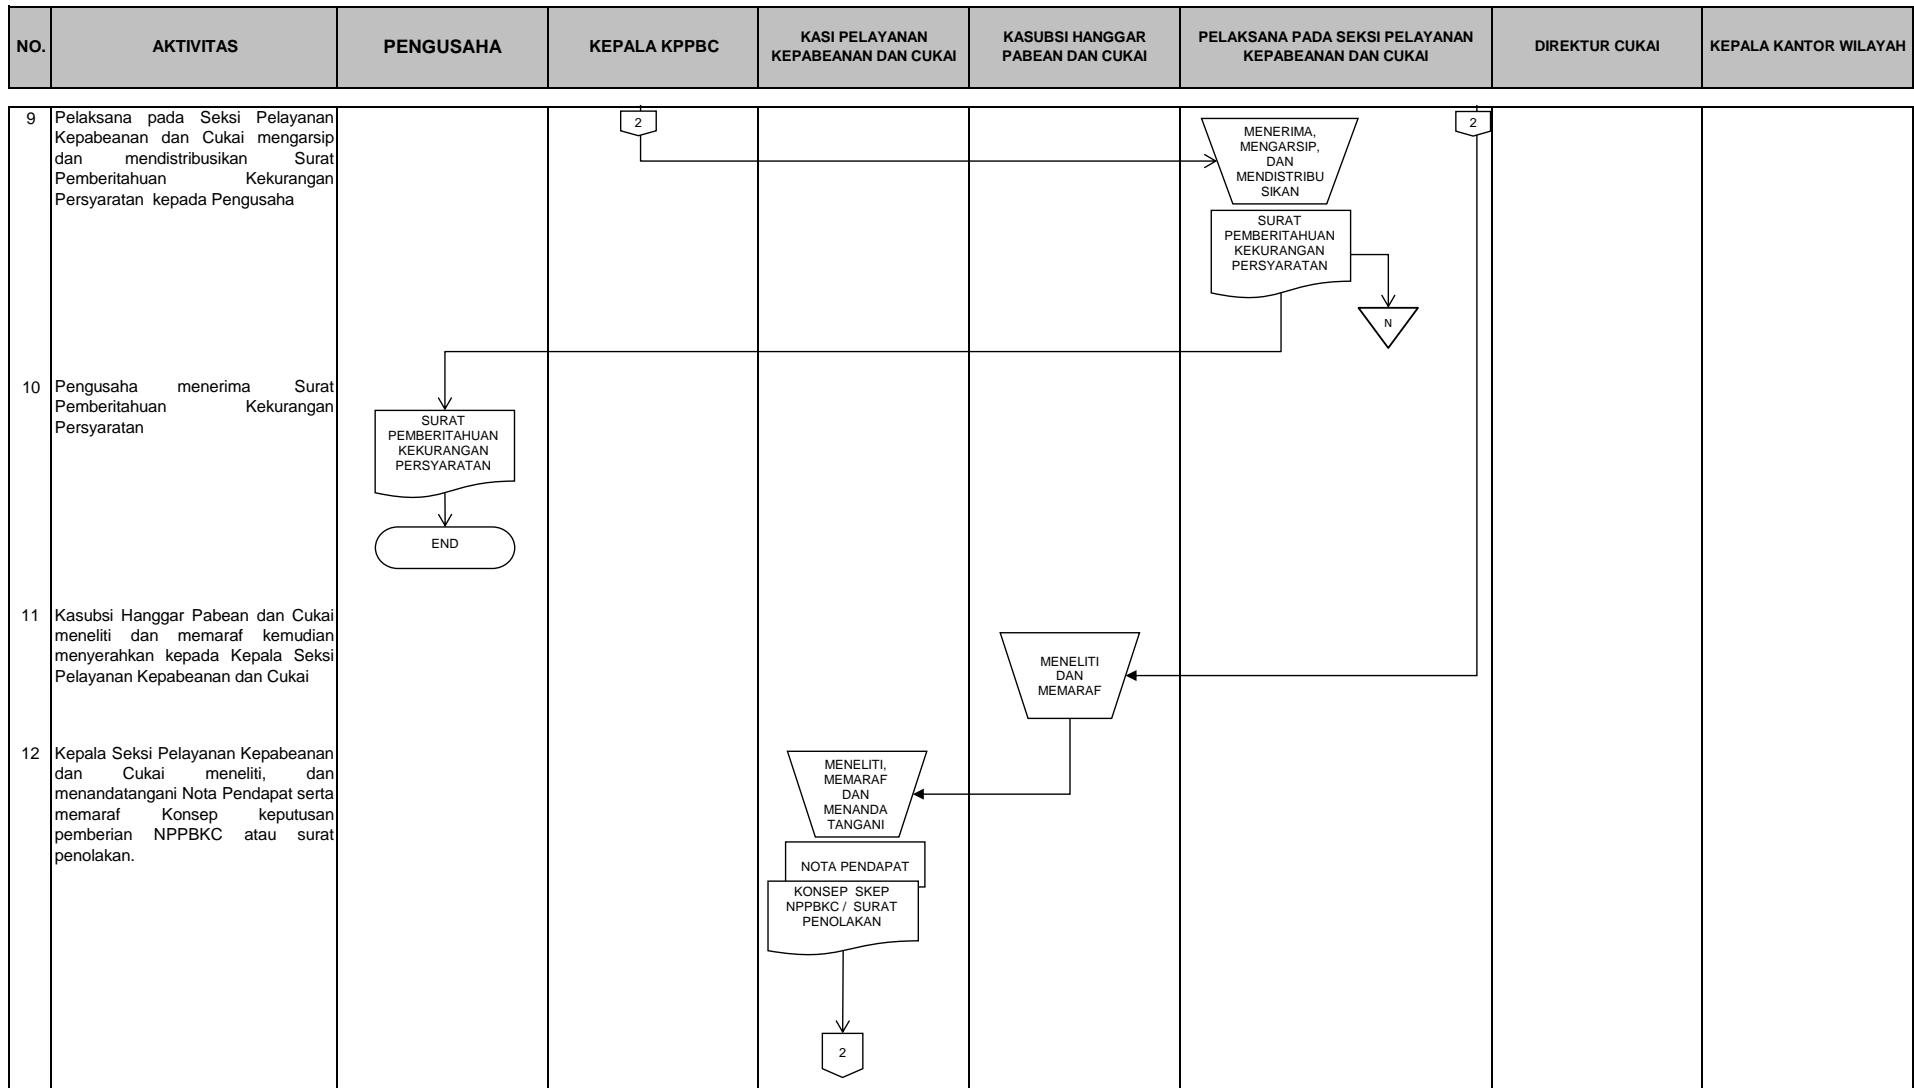 NO.
AKTIVITAS
PENGUSAHA
KEPALA KPPBC
KASI PELAYANAN
KEPABEANAN DAN CUKAI
KASUBSI HANGGAR
PABEAN DAN CUKAI
PELAKSANA PADA SEKSI PELAYANAN
KEPABEANAN DAN CUKAI
DIREKTUR CUKAI
KEPALA KANTOR WILAYAH
9
Pelaksana pada Seksi Pelayanan
Kepabeanan dan Cukai mengarsip
dan mendistribusikan Surat
Pemberitahuan Kekurangan
Persyaratan kepada Pengusaha
2
MENERIMA,
MENGARSIP,
DAN
MENDISTRIBU
SIKAN
2
SURAT
PEMBERITAHUAN
KEKURANGAN
PERSYARATAN
N
10
Pengusaha menerima Surat
Pemberitahuan Kekurangan
Persyaratan
SURAT
PEMBERITAHUAN
KEKURANGAN
PERSYARATAN
END
11
Kasubsi Hanggar Pabean dan Cukai
meneliti dan memaraf kemudian
menyerahkan kepada Kepala Seksi
Pelayanan Kepabeanan dan Cukai
MENELITI
DAN
MEMARAF
12
Kepala Seksi Pelayanan Kepabeanan
dan Cukai meneliti, dan
menandatangani Nota Pendapat serta
memaraf Konsep keputusan
pemberian NPPBKC atau surat
penolakan.
MENELITI,
MEMARAF
DAN
MENANDA
TANGANI
NOTA PENDAPAT
KONSEP SKEP
NPPBKC / SURAT
PENOLAKAN
2